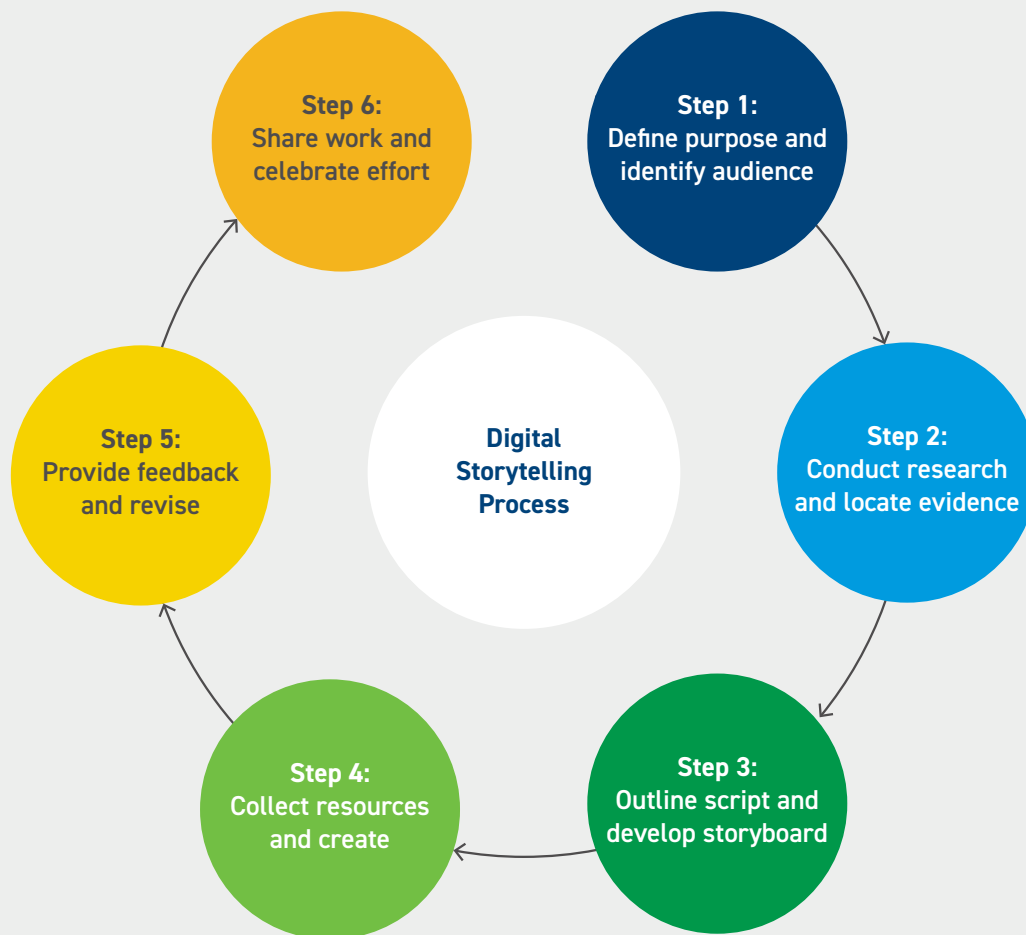 Digital
Storytelling
Process
Step 1:
Define purpose and
identify audience
Step 2:
Conduct research
and locate evidence
Step 3:
Outline script and
develop storyboard
Step 4:
Collect resources
and create
Step 5:
Provide feedback
and revise
Step 6:
Share work and
celebrate effort